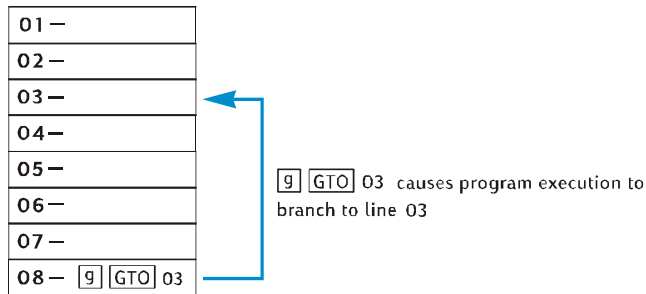 01 –
02 –
03 –
04 –
05 –
06 –
07 –
08 – g GTO 03
g GTO 03 causes program execution to
branch to line 03